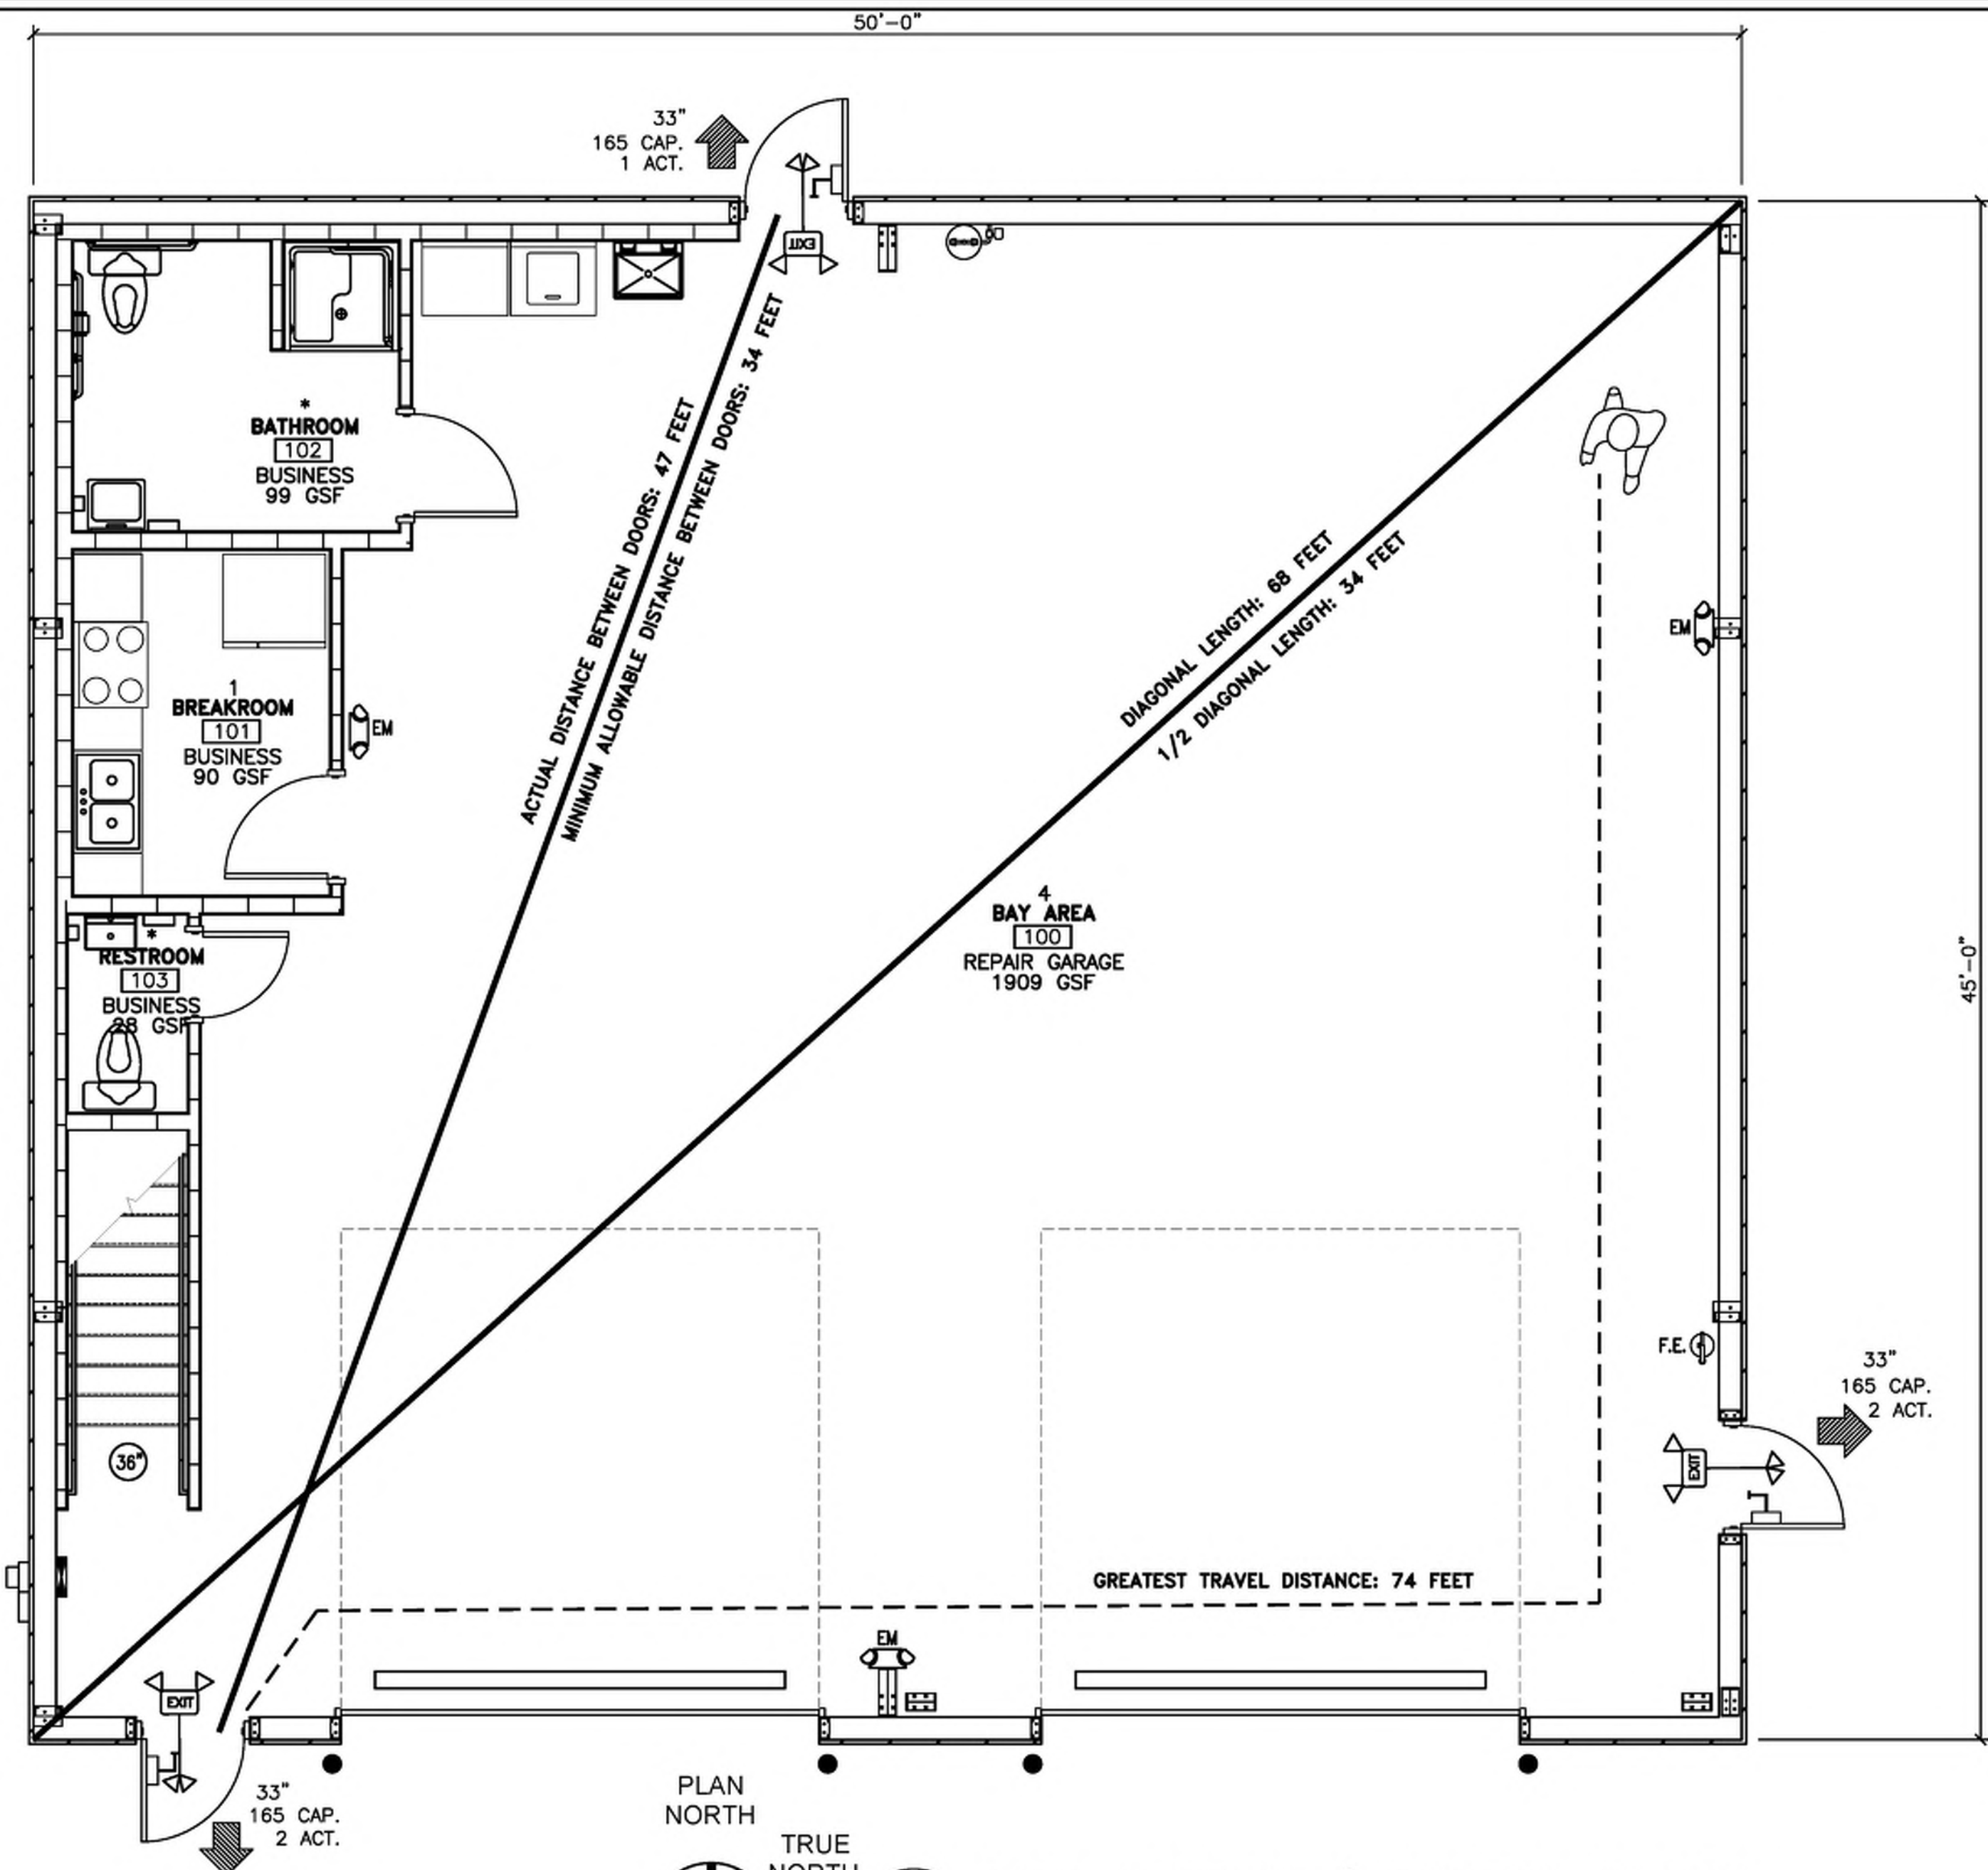 50'-0"
33"
165 CAP.
1 ACT.
EXIT
ACTUAL DISTANCE BETWEEN DOORS: 47 FEET
MINIMUM ALLOWABLE DISTANCE BETWEEN DOORS: 34 FEET
*
BATHROOM
102
BUSINESS
99 GSF
DIAGONAL LENGTH: 68 FEET
1/2 DIAGONAL LENGTH: 34 FEET
EM
1
BREAKROOM
101
BUSINESS
90 GSF
EM
4
BAY AREA
100
REPAIR GARAGE
1909 GSF
*
RESTROOM
103
BUSINESS
28 GSF
45'-0"
F.E.
33"
165 CAP.
2 ACT.
EXIT
36"
GREATEST TRAVEL DISTANCE: 74 FEET
EM
EXIT
33"
165 CAP.
2 ACT.
PLAN
NORTH
TRUE
NORTH